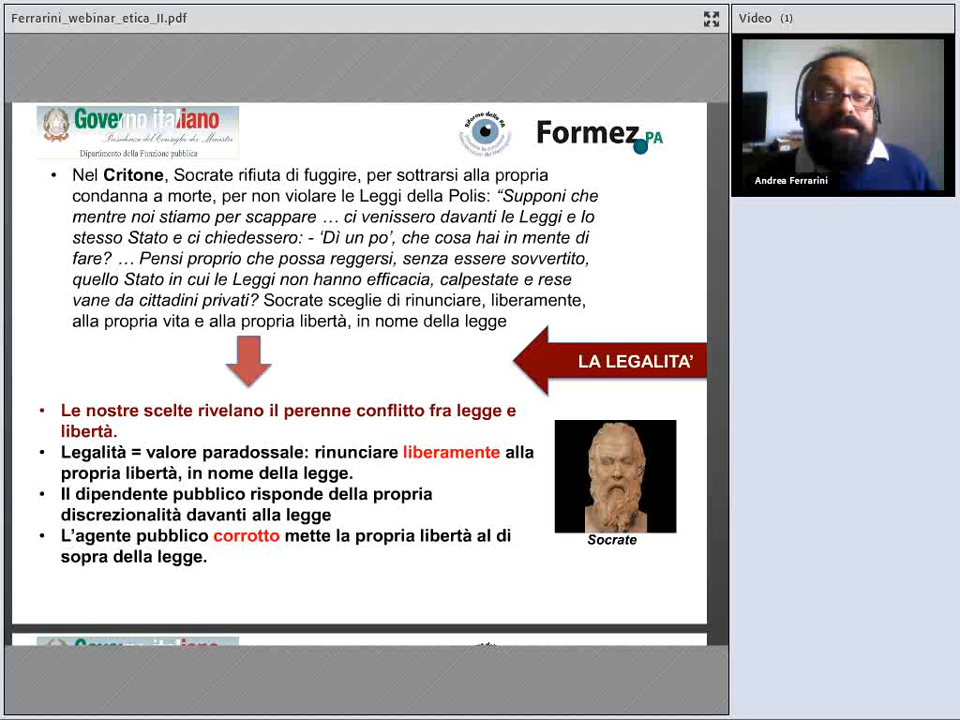 Ferrarini_webinar_etica_II.pdf
Video (1)
Andrea Ferrarini
Governo italiano
Presidenza del Consiglio dei Ministri
Dipartimento della Funzione pubblica
Riforme della PA
Formez PA
• Nel Critone, Socrate rifiuta di fuggire, per sottrarsi alla propria
condanna a morte, per non violare le Leggi della Polis: “Supponi che
mentre noi stiamo per scappare … ci venissero davanti le Leggi e lo
stesso Stato e ci chiedessero: - ‘Dì un po’, che cosa hai in mente di
fare? … Pensi proprio che possa reggersi, senza essere sovvertito,
quello Stato in cui le Leggi non hanno efficacia, calpestate e rese
vane da cittadini privati? Socrate sceglie di rinunciare, liberamente,
alla propria vita e alla propria libertà, in nome della legge
LA LEGALITA’
• Le nostre scelte rivelano il perenne conflitto fra legge e
libertà.
• Legalità = valore paradossale: rinunciare liberamente alla
propria libertà, in nome della legge.
• Il dipendente pubblico risponde della propria
discrezionalità davanti alla legge
• L’agente pubblico corrotto mette la propria libertà al di
sopra della legge.
Socrate